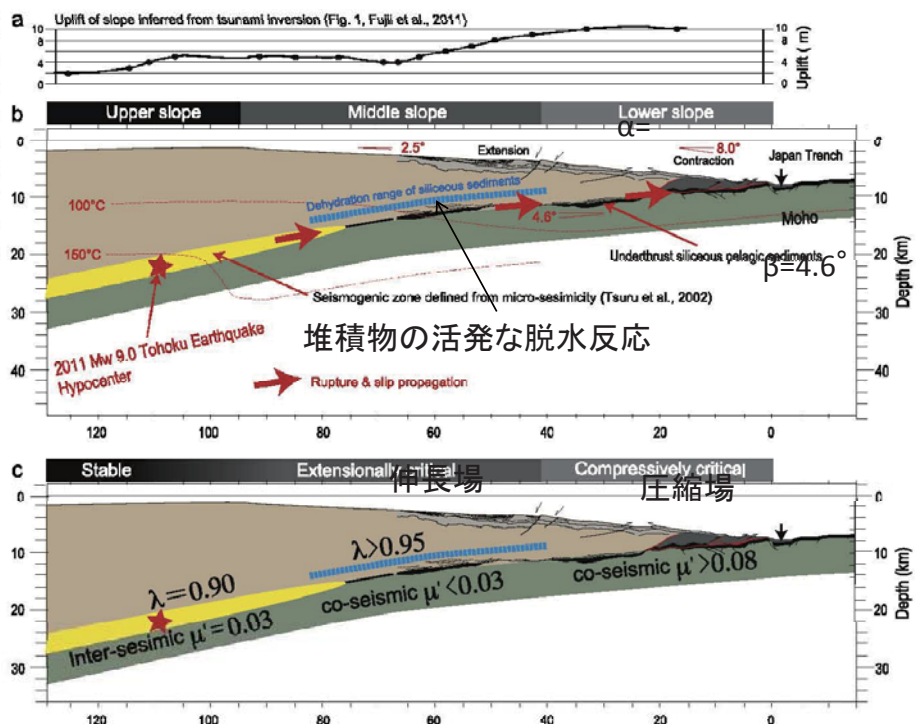 a Uplift of slope inferred from tsunami inversion (Fig. 1, Fujii et al., 2011)
10 10
8 8
6 6
4 4
2 2
0 0
Uplift ( m)
Upper slope Middle slope Lower slope
b
α=
0 2.5° Extension 8.0° 0
Contraction Japan Trench
Dehydration range of siliceous sediments
10 100°C 10
4.6° Moho
20 150°C Underthrust siliceous pelagic sediments 20
β=4.6°
Seismogenic zone defined from micro-sesimicity (Tsuru et al., 2002)
30 30
堆積物の活発な脱水反応
2011 Mw 9.0 Tohoku Earthquake
Hypocenter
40 Rupture & slip propagation 40
Depth (km)
120 100 80 60 40 20 0
c Stable Extensionally critical Compressively critical
伸長場 圧縮場
0 0
10 λ>0.95 10
λ=0.90 co-seismic μ'<0.03 co-seismic μ'>0.08
20 Inter-sesimic μ'=0.03 20
30 30
Depth (km)
120 100 80 60 40 20 0